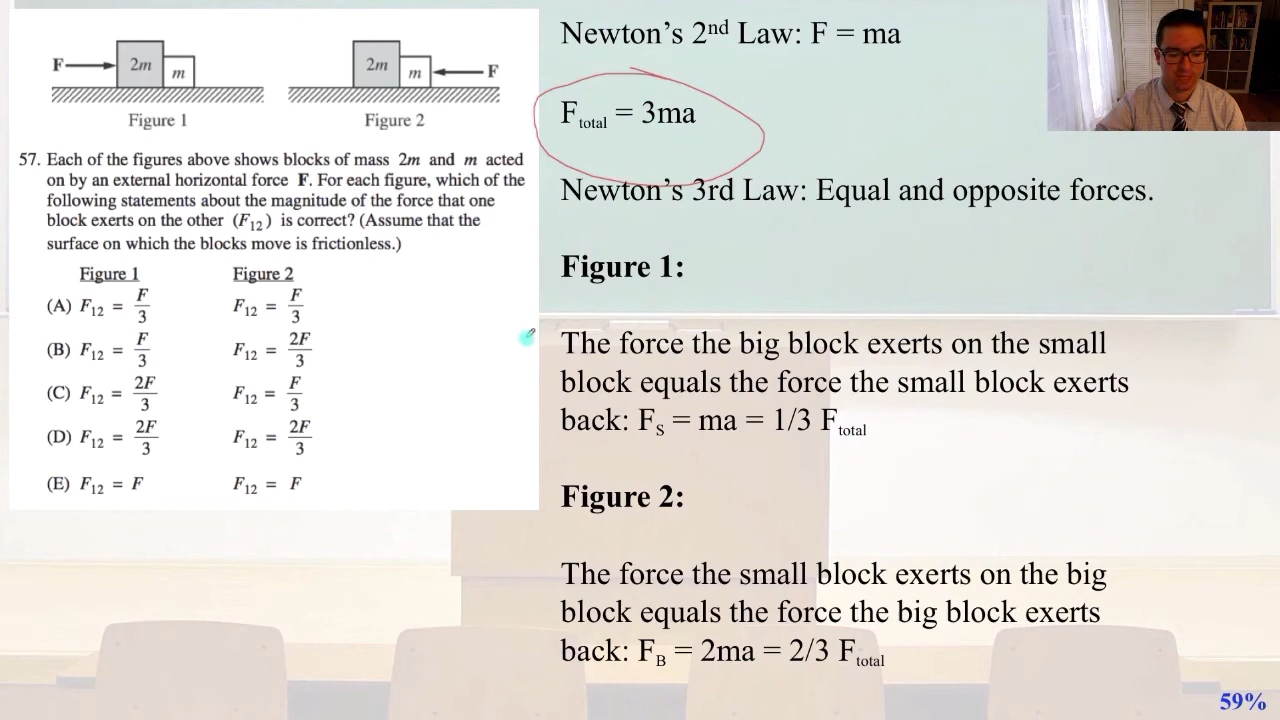 F
2m
m
2m
m
F
Figure 1
Figure 2
57. Each of the figures above shows blocks of mass 2m and m acted
on by an external horizontal force F. For each figure, which of the
following statements about the magnitude of the force that one
block exerts on the other (F₁₂) is correct? (Assume that the
surface on which the blocks move is frictionless.)
Figure 1 Figure 2
(A) F₁₂ = F/3 F₁₂ = F/3
(B) F₁₂ = F/3 F₁₂ = 2F/3
(C) F₁₂ = 2F/3 F₁₂ = F/3
(D) F₁₂ = 2F/3 F₁₂ = 2F/3
(E) F₁₂ = F F₁₂ = F
Newton’s 2nd Law: F = ma
Ftotal = 3ma
Newton’s 3rd Law: Equal and opposite forces.
Figure 1:
The force the big block exerts on the small
block equals the force the small block exerts
back: FS = ma = 1/3 Ftotal
Figure 2:
The force the small block exerts on the big
block equals the force the big block exerts
back: FB = 2ma = 2/3 Ftotal
59%